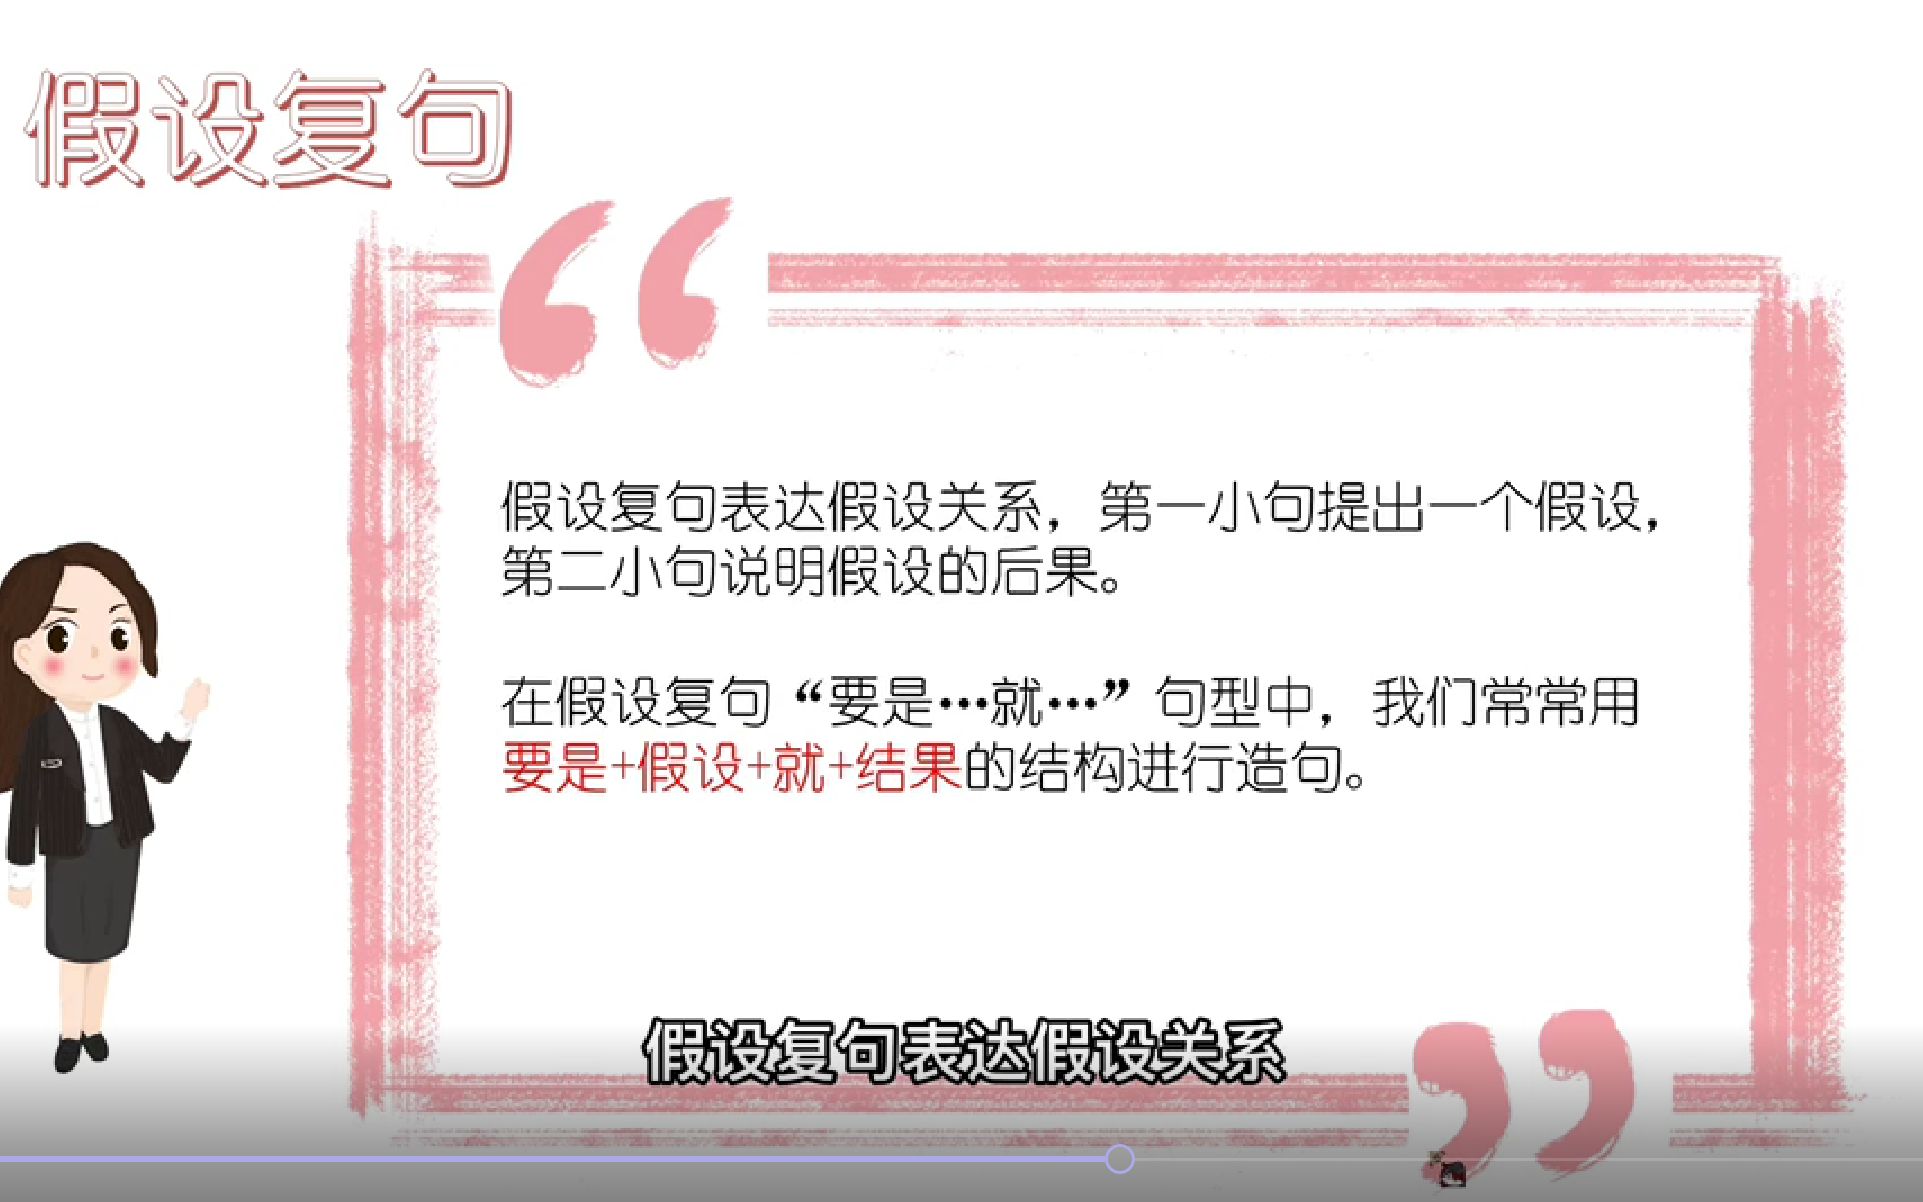 假设复句
假设复句表达假设关系，第一小句提出一个假设，
第二小句说明假设的后果。
在假设复句“要是…就…”句型中，我们常常用
要是+假设+就+结果的结构进行造句。
假设复句表达假设关系